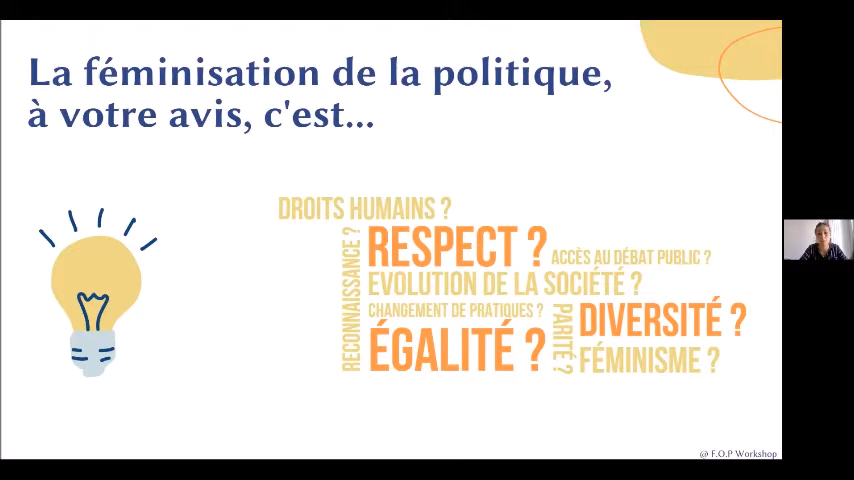 La féminisation de la politique,
à votre avis, c'est...
DROITS HUMAINS ?
RECONNAISSANCE ?
RESPECT ?
ACCÈS AU DÉBAT PUBLIC ?
EVOLUTION DE LA SOCIÉTÉ ?
CHANGEMENT DE PRATIQUES ?
PARITÉ ?
DIVERSITÉ ?
ÉGALITÉ ?
FÉMINISME ?
@ F.O.P Workshop